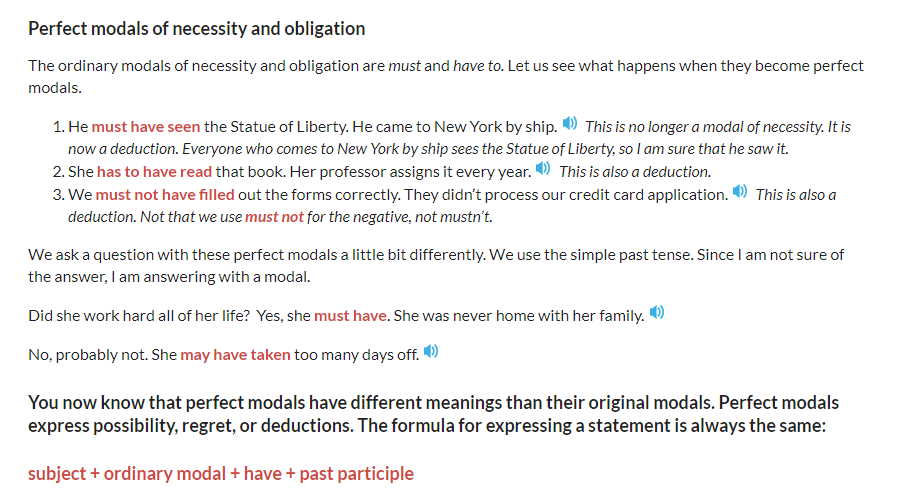 Perfect modals of necessity and obligation
The ordinary modals of necessity and obligation are must and have to. Let us see what happens when they become perfect
modals.
1. He must have seen the Statue of Liberty. He came to New York by ship. This is no longer a modal of necessity. It is
now a deduction. Everyone who comes to New York by ship sees the Statue of Liberty, so I am sure that he saw it.
2. She has to have read that book. Her professor assigns it every year. This is also a deduction.
3. We must not have filled out the forms correctly. They didn’t process our credit card application. This is also a
deduction. Not that we use must not for the negative, not mustn’t.
We ask a question with these perfect modals a little bit differently. We use the simple past tense. Since I am not sure of
the answer, I am answering with a modal.
Did she work hard all of her life? Yes, she must have. She was never home with her family.
No, probably not. She may have taken too many days off.
You now know that perfect modals have different meanings than their original modals. Perfect modals
express possibility, regret, or deductions. The formula for expressing a statement is always the same:
subject + ordinary modal + have + past participle